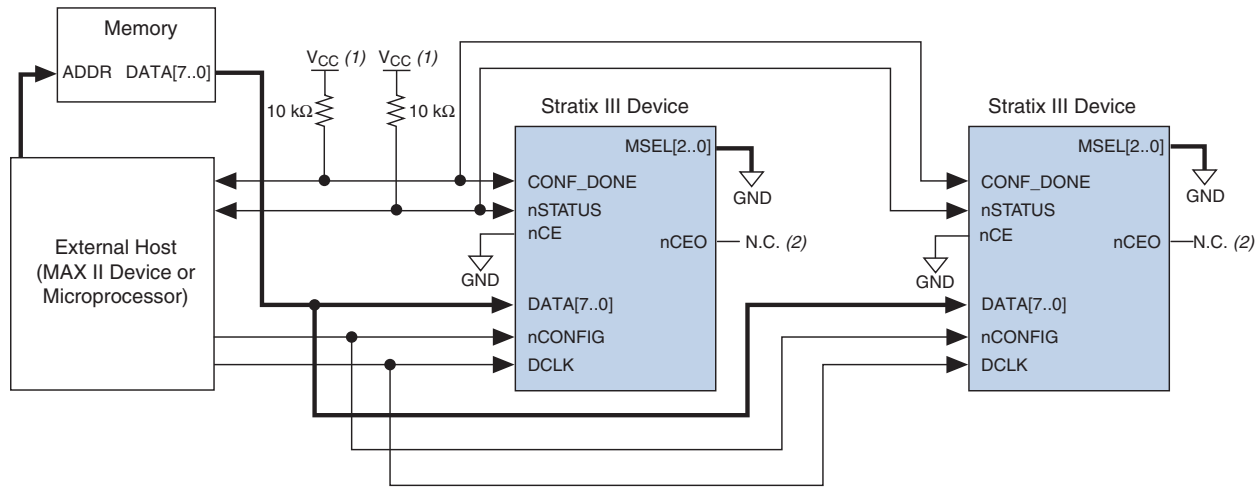 Memory
ADDR DATA[7..0]
VCC (1)
VCC (1)
10 kΩ
10 kΩ
External Host
(MAX II Device or
Microprocessor)
Stratix III Device
MSEL[2..0]
GND
CONF_DONE
nSTATUS
nCE
nCEO
N.C. (2)
GND
DATA[7..0]
nCONFIG
DCLK
Stratix III Device
MSEL[2..0]
GND
CONF_DONE
nSTATUS
nCE
nCEO
N.C. (2)
GND
DATA[7..0]
nCONFIG
DCLK